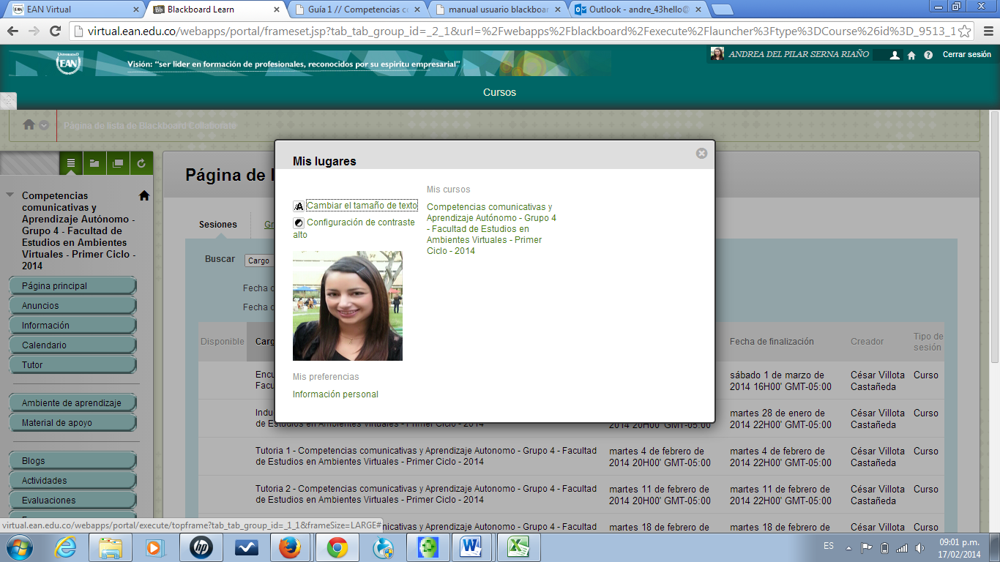 EAN Virtual
Blackboard Learn
Guía 1 // Competencias c
manual usuario blackboar
Outlook - andre_43hello@
virtual.ean.edu.co/webapps/portal/frameset.jsp?tab_tab_group_id=_2_1&url=%2Fwebapps%2Fblackboard%2Fexecute%2Flauncher%3Ftype%3DCourse%26id%3D_9513_1
UNIVERSIDAD
EAN
Visión: “ser lider en formación de profesionales, reconocidos por su espiritu empresarial”
ANDREA DEL PILAR SERNA RIAÑO
Cerrar sesión
Cursos
Página de lista de Blackboard Collaborate
Competencias
comunicativas y
Aprendizaje Autónomo -
Grupo 4 - Facultad de
Estudios en Ambientes
Virtuales - Primer Ciclo -
2014
Página principal
Anuncios
Información
Calendario
Tutor
Ambiente de aprendizaje
Material de apoyo
Blogs
Actividades
Evaluaciones
Página de l
Sesiones
Gr
Buscar
Cargo
Fecha d
Fecha d
Mis lugares
Cambiar el tamaño de texto
Configuración de contraste
alto
Mis preferencias
Información personal
Mis cursos
Competencias comunicativas y
Aprendizaje Autónomo - Grupo 4
- Facultad de Estudios en
Ambientes Virtuales - Primer
Ciclo - 2014
Disponible
Carg
Fecha de finalización
Creador
Tipo de
sesión
Encu
Facu
sábado 1 de marzo de
2014 16H00' GMT-05:00
César Villota
Castañeda
Curso
Indu
de Estudios en Ambientes Virtuales - Primer Ciclo - 2014
2014 20H00' GMT-05:00
martes 28 de enero de
2014 22H00' GMT-05:00
César Villota
Castañeda
Curso
Tutoria 1 - Competencias comunicativas y Aprendizaje Autonomo - Grupo 4 - Facultad
de Estudios en Ambientes Virtuales - Primer Ciclo - 2014
martes 4 de febrero de
2014 20H00' GMT-05:00
martes 4 de febrero de
2014 22H00' GMT-05:00
César Villota
Castañeda
Curso
Tutoria 2 - Competencias comunicativas y Aprendizaje Autonomo - Grupo 4 - Facultad
de Estudios en Ambientes Virtuales - Primer Ciclo - 2014
martes 11 de febrero de
2014 20H00' GMT-05:00
martes 11 de febrero de
2014 22H00' GMT-05:00
César Villota
Castañeda
Curso
omunicativas y Aprendizaje Autonomo - Grupo 4 - Facultad
martes 18 de febrero de
martes 18 de febrero de
César Villota
Curso
virtual.ean.edu.co/webapps/portal/execute/topframe?tab_tab_group_id=_1_1&frameSize=LARGE#
ES
09:01 p.m.
17/02/2014